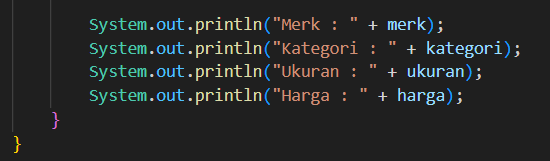 System.out.println("Merk : " + merk);
System.out.println("Kategori : " + kategori);
System.out.println("Ukuran : " + ukuran);
System.out.println("Harga : " + harga);
}
}